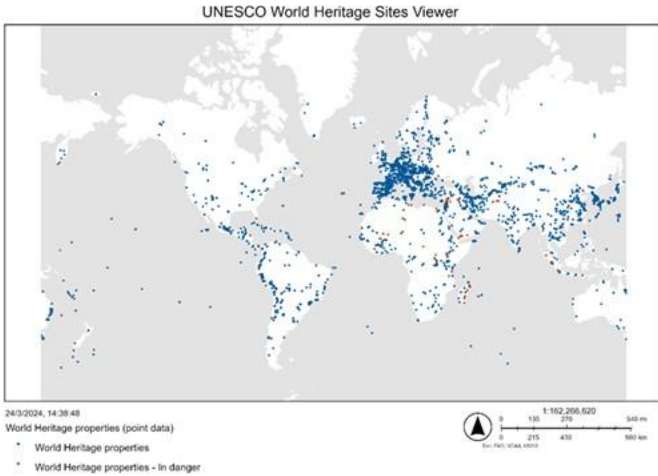 UNESCO World Heritage Sites Viewer
24/3/2024, 14:38:48
World Heritage properties (point data)
World Heritage properties
World Heritage properties - In danger
1:162,266,620
0 135 270 540 mi
0 215 430 860 km